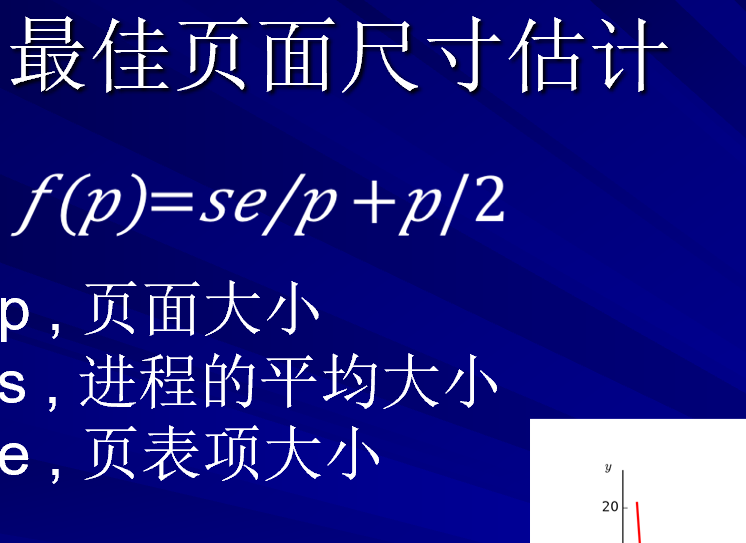 最佳页面尺寸估计
f(p)=se/p+p/2
p , 页面大小
s , 进程的平均大小
e , 页表项大小
y
20